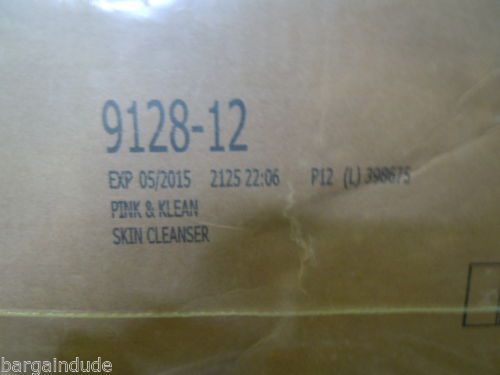 9128-12
EXP 05/2015 2125 22:06 P12 (L) 398675
PINK & KLEAN
SKIN CLEANSER
bargaindude